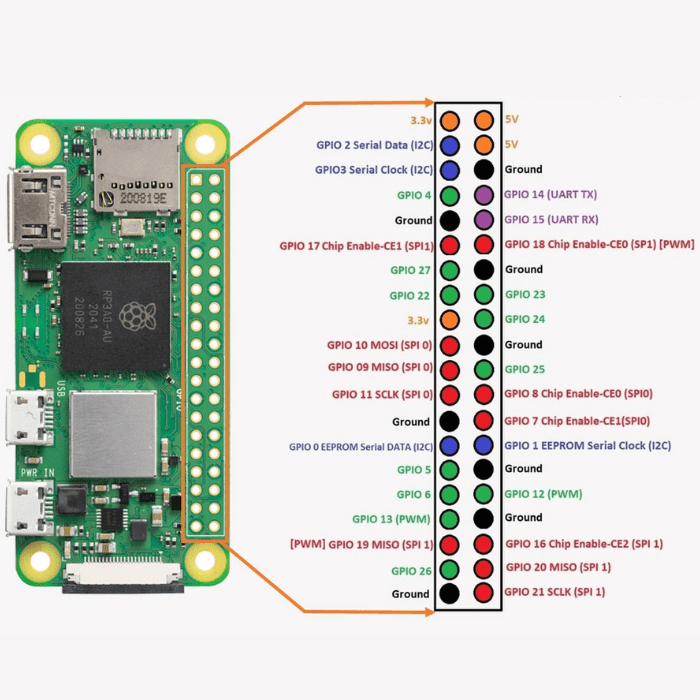 3.3v 5V
GPIO 2 Serial Data (I2C) 5V
GPIO3 Serial Clock (I2C) Ground
GPIO 4 GPIO 14 (UART TX)
Ground GPIO 15 (UART RX)
GPIO 17 Chip Enable-CE1 (SPI1) GPIO 18 Chip Enable-CE0 (SP1) [PWM]
GPIO 27 Ground
GPIO 22 GPIO 23
3.3v GPIO 24
GPIO 10 MOSI (SPI 0) Ground
GPIO 09 MISO (SPI 0) GPIO 25
GPIO 11 SCLK (SPI 0) GPIO 8 Chip Enable-CE0 (SPI0)
Ground GPIO 7 Chip Enable-CE1(SPI0)
GPIO 0 EEPROM Serial DATA (I2C) GPIO 1 EEPROM Serial Clock (I2C)
GPIO 5 Ground
GPIO 6 GPIO 12 (PWM)
GPIO 13 (PWM) Ground
[PWM] GPIO 19 MISO (SPI 1) GPIO 16 Chip Enable-CE2 (SPI 1)
GPIO 26 GPIO 20 MISO (SPI 1)
Ground GPIO 21 SCLK (SPI 1)
200819E
RP3A0-AU
2041
200826
USB
PWR IN